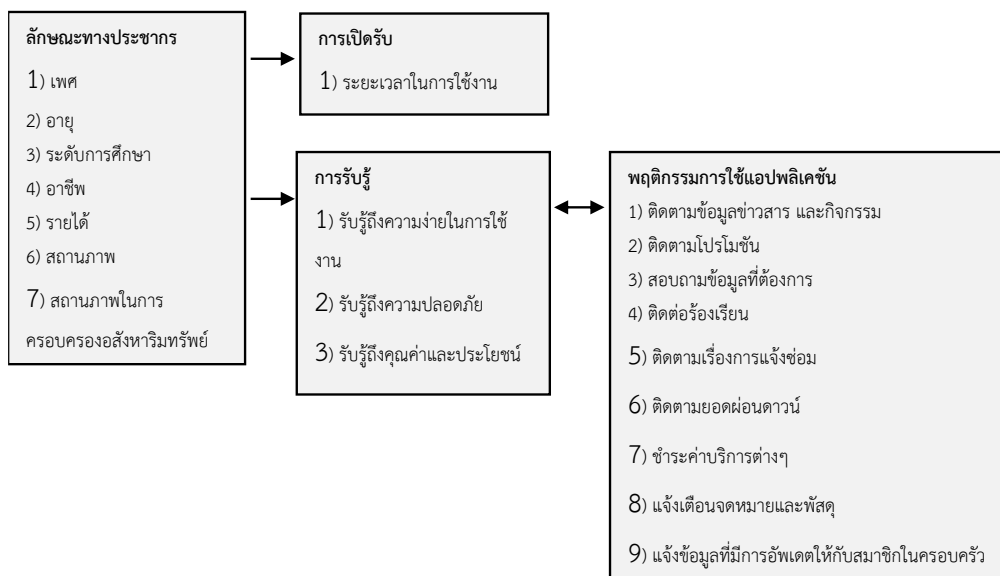 ลักษณะทางประชากร
1) เพศ
2) อายุ
3) ระดับการศึกษา
4) อาชีพ
5) รายได้
6) สถานภาพ
7) สถานภาพในการ
ครอบครองอสังหาริมทรัพย์
การเปิดรับ
1) ระยะเวลาในการใช้งาน
การรับรู้
1) รับรู้ถึงความง่ายในการใช้
งาน
2) รับรู้ถึงความปลอดภัย
3) รับรู้ถึงคุณค่าและประโยชน์
พฤติกรรมการใช้แอปพลิเคชัน
1) ติดตามข้อมูลข่าวสาร และกิจกรรม
2) ติดตามโปรโมชัน
3) สอบถามข้อมูลที่ต้องการ
4) ติดต่อร้องเรียน
5) ติดตามเรื่องการแจ้งซ่อม
6) ติดตามยอดผ่อนดาวน์
7) ชำระค่าบริการต่างๆ
8) แจ้งเตือนจดหมายและพัสดุ
9) แจ้งข้อมูลที่มีการอัพเดตให้กับสมาชิกในครอบครัว